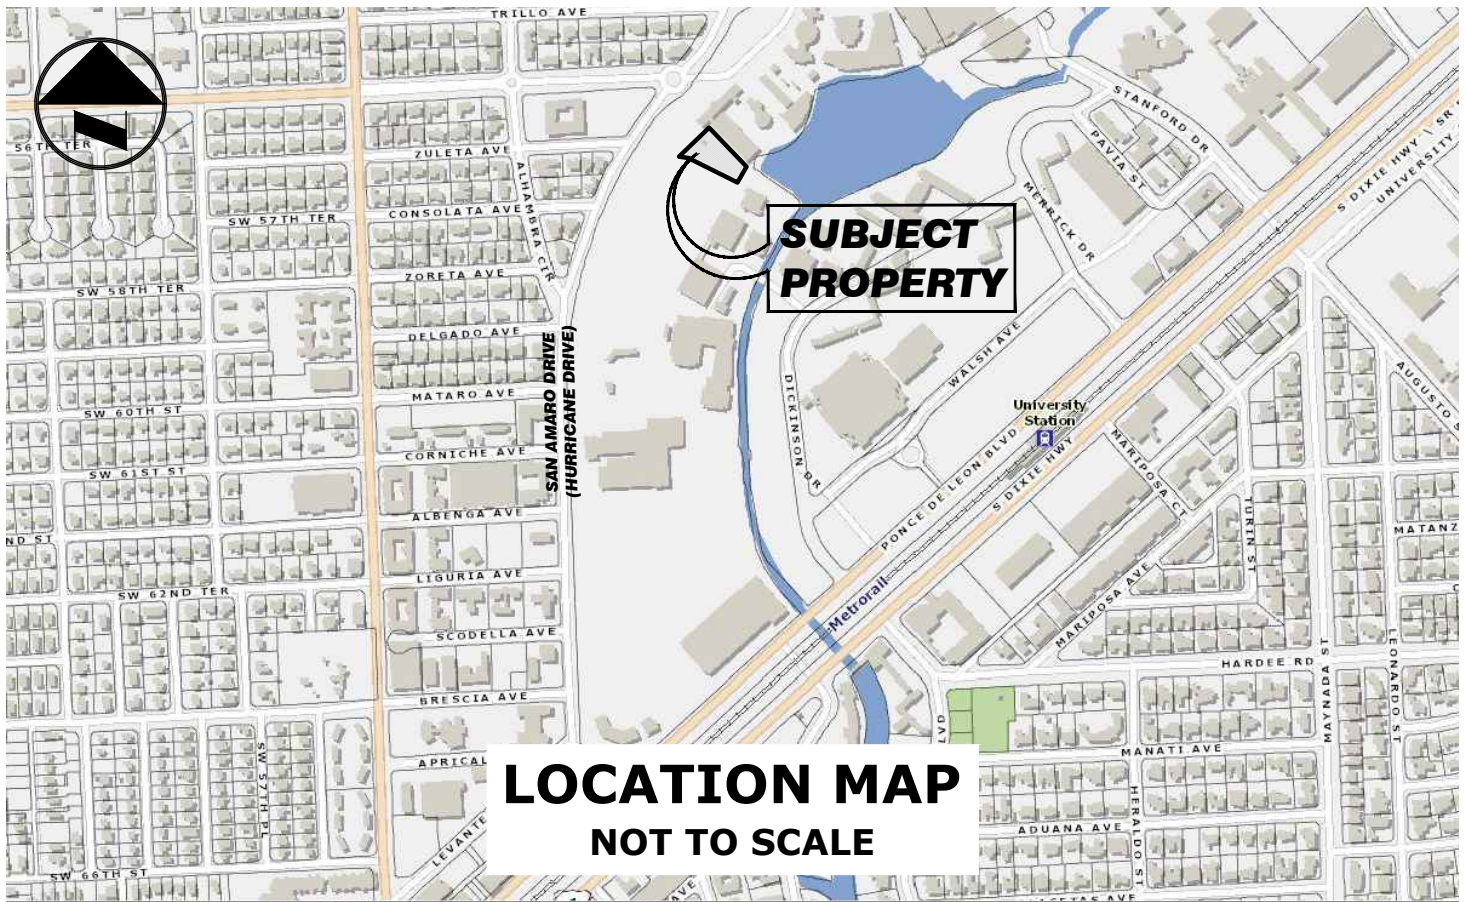 TRILLO AVE
STANFORD DR
PAVIA ST
S DIXIE HWY \ SR
UNIVERSITY
56TH TER
ZULETA AVE
ALHAMBRA CIR
MERRICK DR
CONSOLATA AVE
SW 57TH TER
SUBJECT
PROPERTY
ZORETA AVE
SW 58TH TER
DELGADO AVE
SAN AMARO DRIVE
(HURRICANE DRIVE)
WALSH AVE
DICKINSON DR
AUGUSTO S
MATARO AVE
SW 60TH ST
University
Station
CORNICHE AVE
PONCE DE LEON BLVD
S DIXIE HWY
MARIPOSA CT
SW 61ST ST
ALBENGA AVE
TURIN ST
MATANZ
ND ST
LIGURIA AVE
SW 62ND TER
Metrorail
MARIPOSA AVE
SCODELLA AVE
HARDEE RD
MAYNADA ST
LEONARDO ST
BRESCIA AVE
LVD
MANATI AVE
SW 57TH PL
APRICAL
LOCATION MAP
NOT TO SCALE
LEVANTE
ADUANA AVE
HERALDO ST
SW 66TH ST
AVE